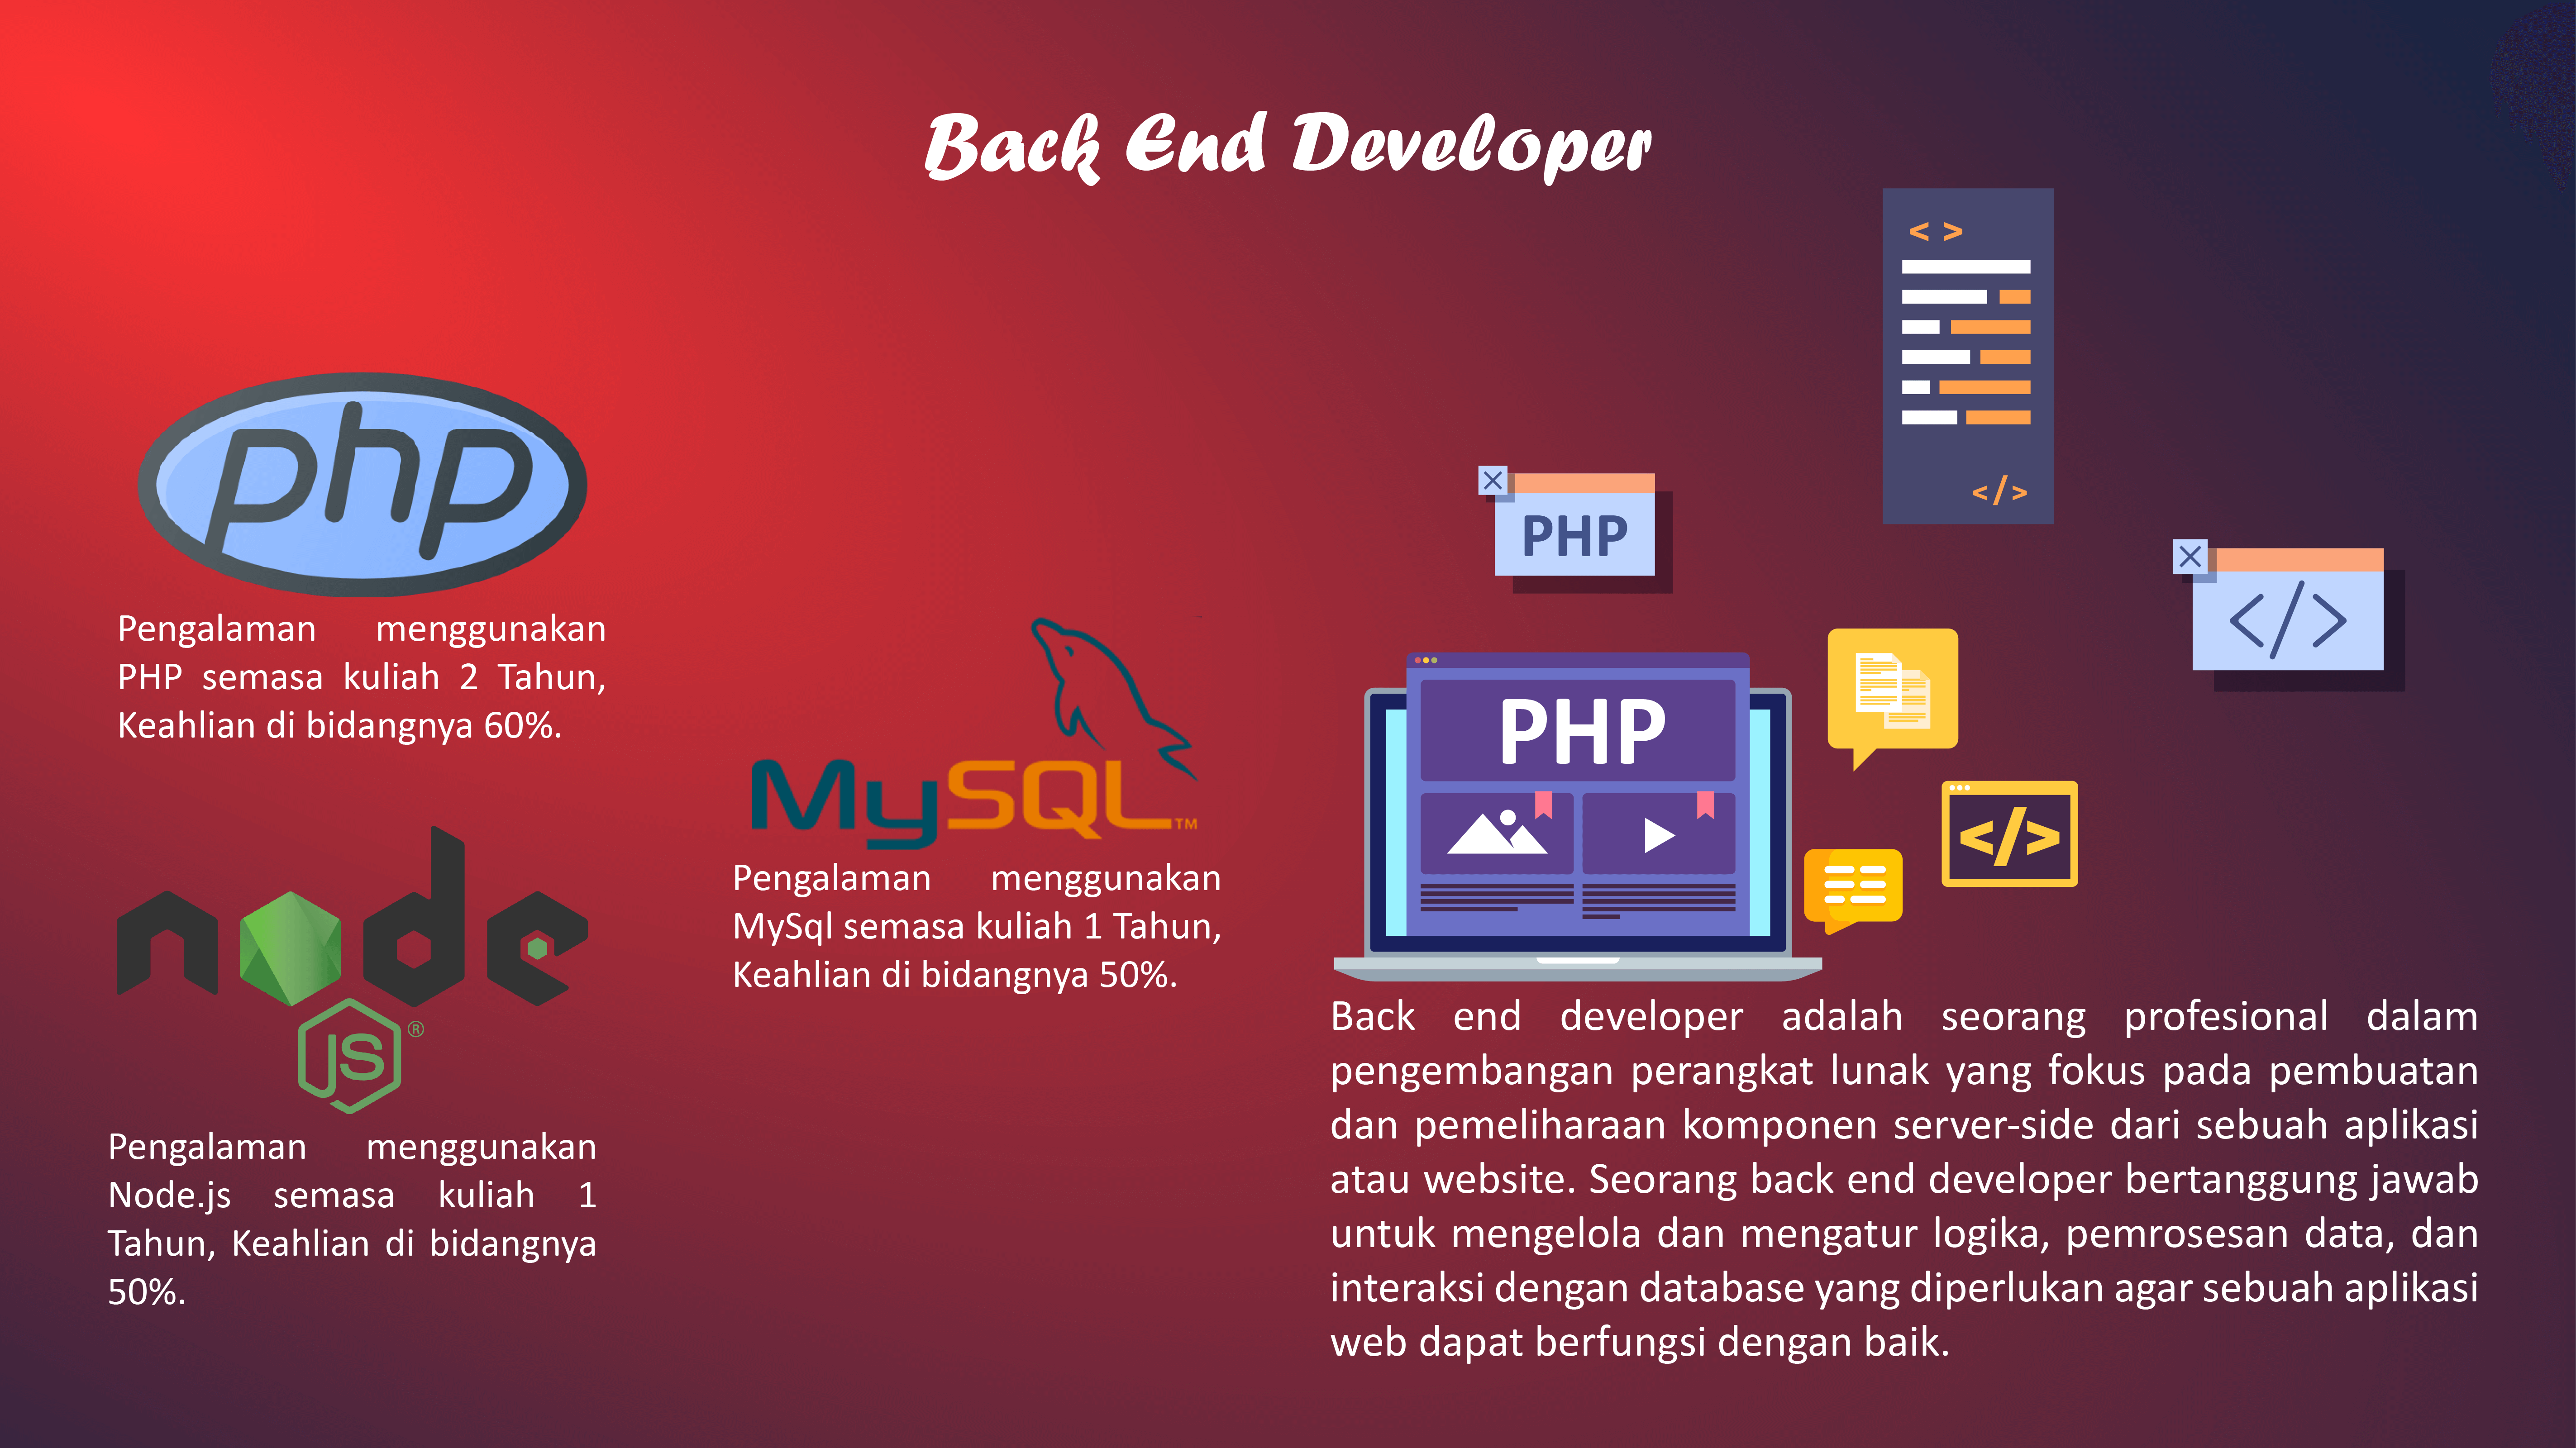 Back End Developer
< >
</>
php
Pengalaman menggunakan
PHP semasa kuliah 2 Tahun,
Keahlian di bidangnya 60%.
node
JS®
Pengalaman menggunakan
Node.js semasa kuliah 1
Tahun, Keahlian di bidangnya
50%.
MySQL™
Pengalaman menggunakan
MySql semasa kuliah 1 Tahun,
Keahlian di bidangnya 50%.
PHP
</>
PHP
</>
Back end developer adalah seorang profesional dalam
pengembangan perangkat lunak yang fokus pada pembuatan
dan pemeliharaan komponen server-side dari sebuah aplikasi
atau website. Seorang back end developer bertanggung jawab
untuk mengelola dan mengatur logika, pemrosesan data, dan
interaksi dengan database yang diperlukan agar sebuah aplikasi
web dapat berfungsi dengan baik.